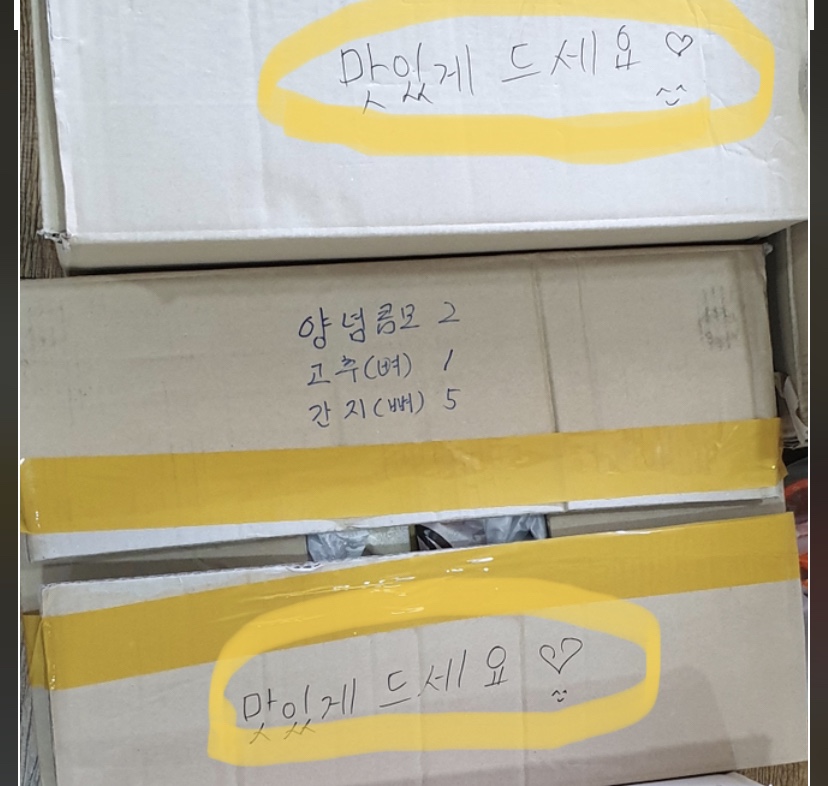 맛있게 드세요 ♡
^^
양념콤모 2
고추(뼈) 1
간지(뼈) 5
맛있게 드세요 ♡
^^